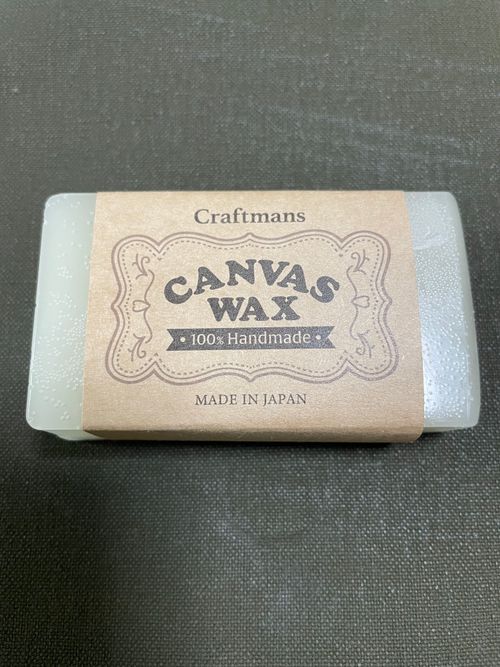 Craftmans
CANVAS
WAX
• 100% Handmade •
MADE IN JAPAN